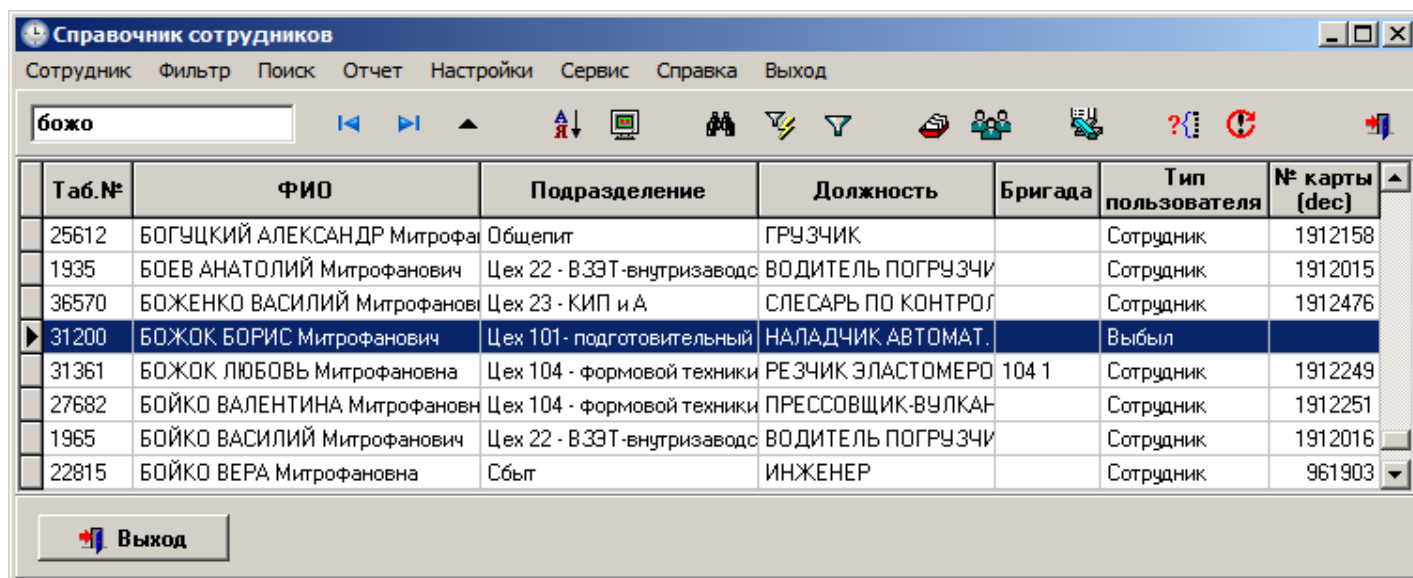 Справочник сотрудников
Сотрудник Фильтр Поиск Отчет Настройки Сервис Справка Выход
божо
Таб.№ ФИО Подразделение Должность Бригада Тип пользователя № карты (dec)
25612 БОГУЦКИЙ АЛЕКСАНДР Митрофа Общепит ГРУЗЧИК Сотрудник 1912158
1935 БОЕВ АНАТОЛИЙ Митрофанович Цех 22 - ВЗЭТ-внутризаводс ВОДИТЕЛЬ ПОГРУЗЧИ Сотрудник 1912015
36570 БОЖЕНКО ВАСИЛИЙ Митрофанов Цех 23 - КИП и А СЛЕСАРЬ ПО КОНТРОЛ Сотрудник 1912476
31200 БОЖОК БОРИС Митрофанович Цех 101- подготовительный НАЛАДЧИК АВТОМАТ. Выбыл
31361 БОЖОК ЛЮБОВЬ Митрофановна Цех 104 - формовой техники РЕЗЧИК ЭЛАСТОМЕРО 104 1 Сотрудник 1912249
27682 БОЙКО ВАЛЕНТИНА Митрофановн Цех 104 - формовой техники ПРЕССОВЩИК-ВУЛКАН Сотрудник 1912251
1965 БОЙКО ВАСИЛИЙ Митрофанович Цех 22 - ВЗЭТ-внутризаводс ВОДИТЕЛЬ ПОГРУЗЧИ Сотрудник 1912016
22815 БОЙКО ВЕРА Митрофановна Сбыт ИНЖЕНЕР Сотрудник 961903
Выход